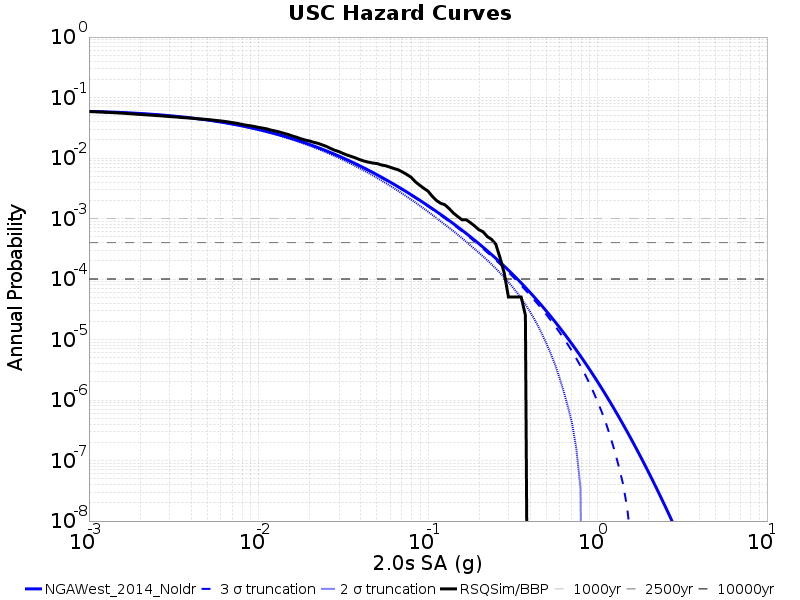 USC Hazard Curves
Annual Probability
10^0
10^-1
10^-2
10^-3
10^-4
10^-5
10^-6
10^-7
10^-8
10^-3 10^-2 10^-1 10^0 10^1
2.0s SA (g)
NGAWest_2014_NoIdr 3 σ truncation 2 σ truncation RSQSim/BBP 1000yr 2500yr 10000yr